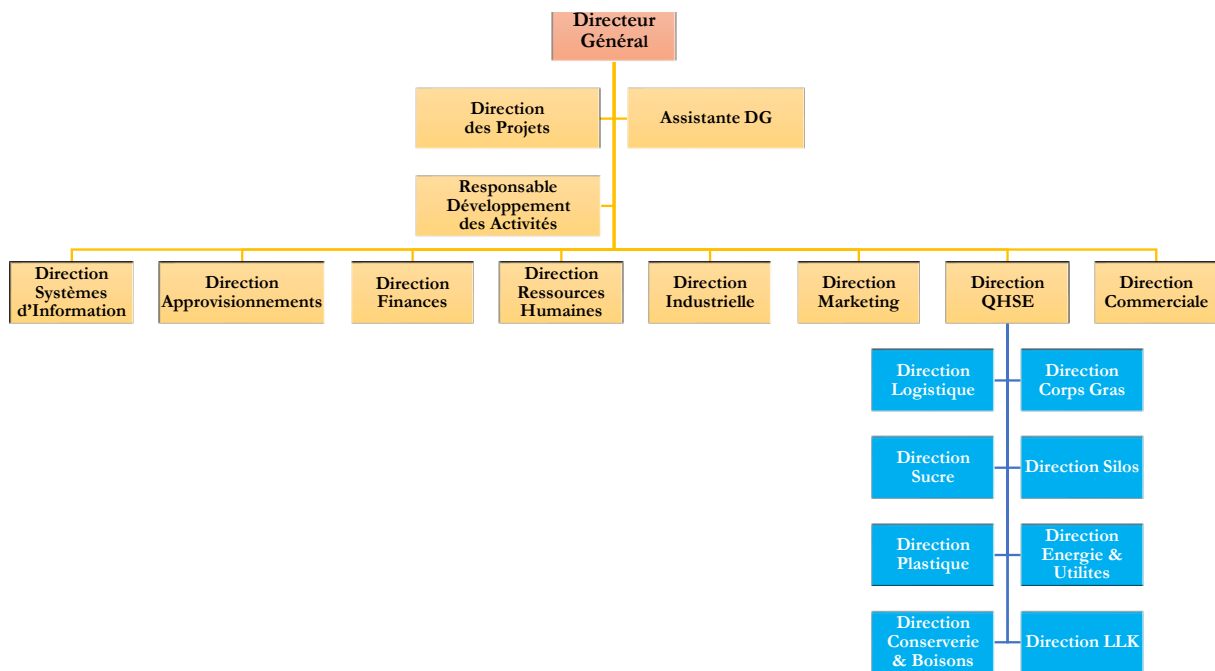 Directeur
Général
Direction
des Projets
Assistante DG
Responsable
Développement
des Activités
Direction
Systèmes
d’Information
Direction
Approvisionnements
Direction
Finances
Direction
Ressources
Humaines
Direction
Industrielle
Direction
Marketing
Direction
QHSE
Direction
Commerciale
Direction
Logistique
Direction
Corps Gras
Direction
Sucre
Direction Silos
Direction
Plastique
Direction
Energie &
Utilites
Direction
Conserverie
& Boisons
Direction LLK